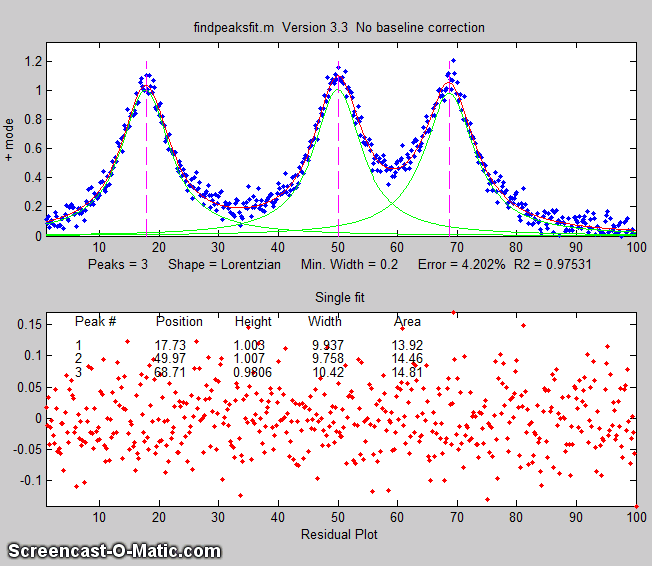 findpeaksfit.m Version 3.3 No baseline correction
1.2
1
0.8
0.6
0.4
0.2
0
+ mode
10 20 30 40 50 60 70 80 90 100
Peaks = 3 Shape = Lorentzian Min. Width = 0.2 Error = 4.202% R2 = 0.97531
Single fit
0.15
0.1
0.05
0
-0.05
-0.1
Peak # Position Height Width Area
1 17.73 1.003 9.937 13.92
2 49.97 1.007 9.758 14.46
3 68.71 0.9806 10.42 14.81
10 20 30 40 50 60 70 80 90 100
Residual Plot
Screencast-O-Matic.com